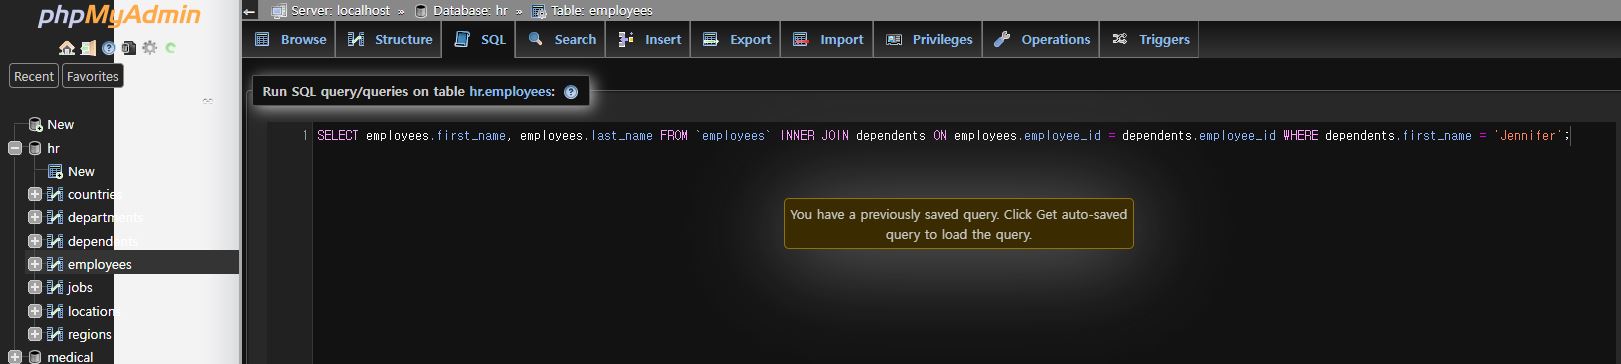 phpMyAdmin
Recent Favorites
New
hr
New
countries
departments
dependents
employees
jobs
locations
regions
medical
Server: localhost » Database: hr » Table: employees
Browse Structure SQL Search Insert Export Import Privileges Operations Triggers
Run SQL query/queries on table hr.employees:
1 SELECT employees.first_name, employees.last_name FROM `employees` INNER JOIN dependents ON employees.employee_id = dependents.employee_id WHERE dependents.first_name = 'Jennifer';
You have a previously saved query. Click Get auto-saved
query to load the query.